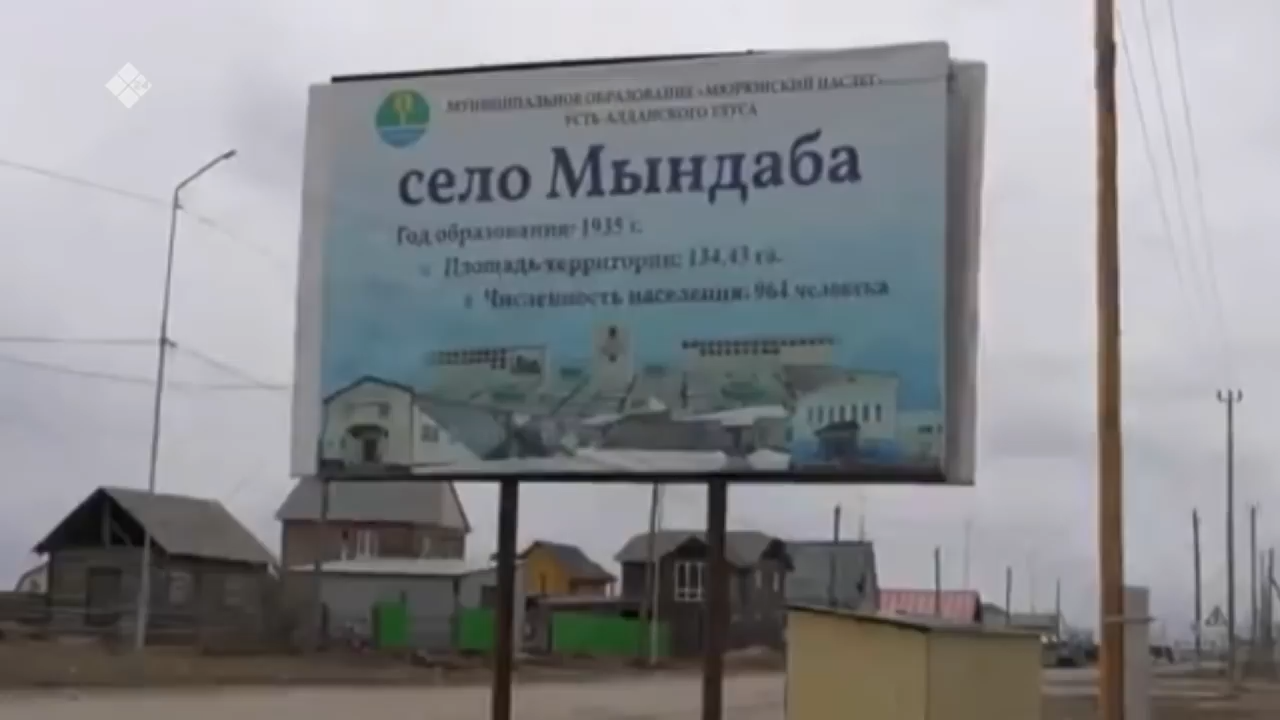 МУНИЦИПАЛЬНОЕ ОБРАЗОВАНИЕ «МЮРЮНСКИЙ НАСЛЕГ»
УСТЬ-АЛДАНСКОГО УЛУСА
село Мындаба
Год образования: 1935 г.
Площадь территории: 134,43 га.
Численность населения: 964 человека